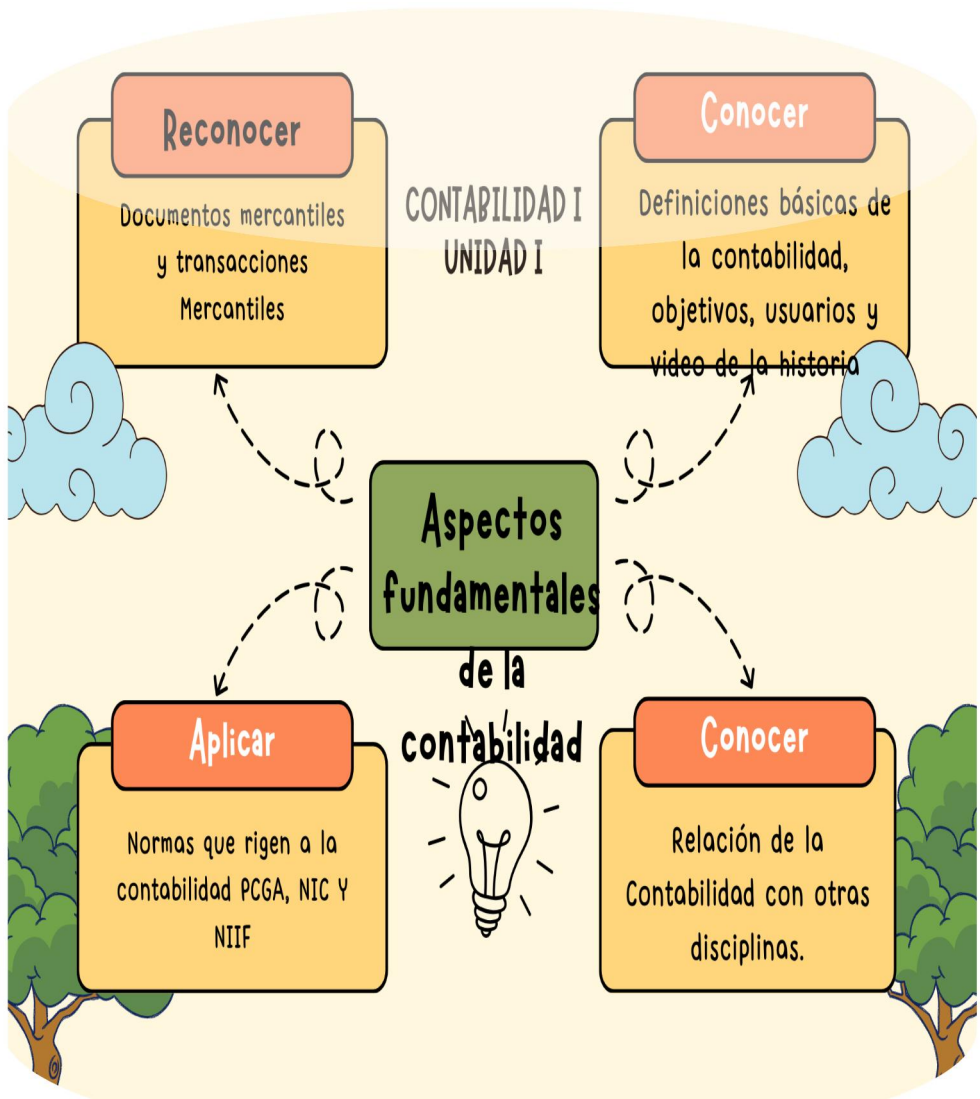 Reconocer
Documentos mercantiles
y transacciones
Mercantiles
CONTABILIDAD I
UNIDAD I
Conocer
Definiciones básicas de
la contabilidad,
objetivos, usuarios y
video de la historia
Aspectos
fundamentales
de la
contabilidad
Aplicar
Normas que rigen a la
contabilidad PCGA, NIC Y
NIIF
Conocer
Relación de la
Contabilidad con otras
disciplinas.